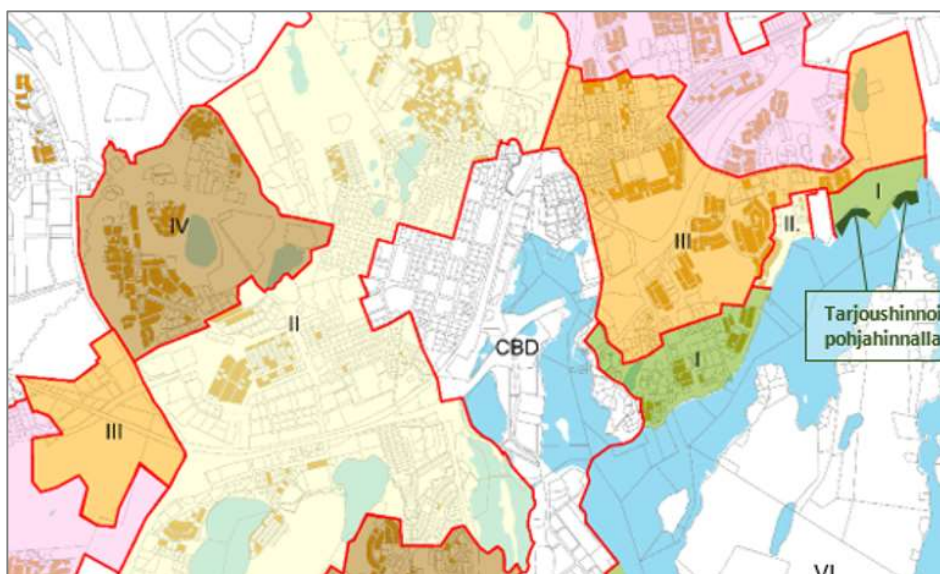 I
IV
II.
III
II
CBD
Tarjoushinnoi
pohjahinnalla
I
III
VI